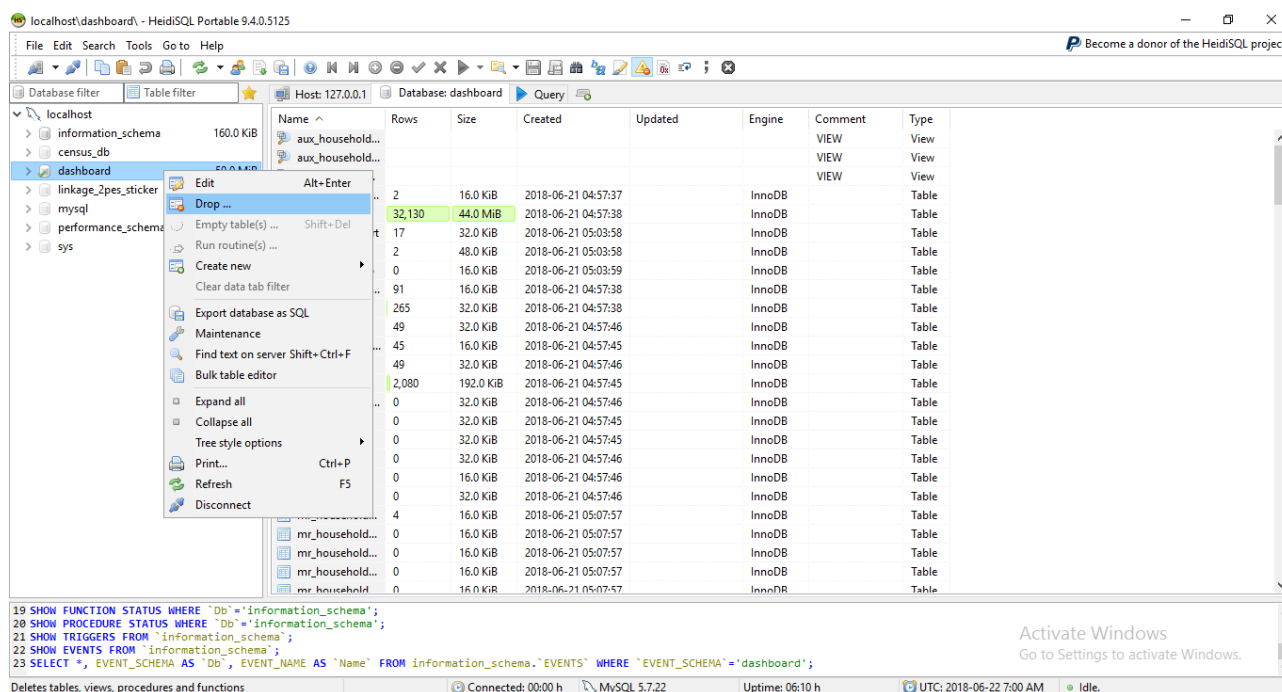 localhost\dashboard\ - HeidiSQL Portable 9.4.0.5125
File Edit Search Tools Go to Help
Become a donor of the HeidiSQL projec
Database filter Table filter Host: 127.0.0.1 Database: dashboard Query
localhost
information_schema 160.0 KiB
census_db
dashboard 50.0 MiB
linkage_2pes_sticker
mysql
performance_schema
sys
Edit Alt+Enter
Drop ...
Empty table(s) ... Shift+Del
Run routine(s) ...
Create new
Clear data tab filter
Export database as SQL
Maintenance
Find text on server Shift+Ctrl+F
Bulk table editor
Expand all
Collapse all
Tree style options
Print... Ctrl+P
Refresh F5
Disconnect
Name Rows Size Created Updated Engine Comment Type
aux_household... VIEW View
aux_household... VIEW View
VIEW View
2 16.0 KiB 2018-06-21 04:57:37 InnoDB Table
32,130 44.0 MiB 2018-06-21 04:57:38 InnoDB Table
17 32.0 KiB 2018-06-21 05:03:58 InnoDB Table
2 48.0 KiB 2018-06-21 05:03:58 InnoDB Table
0 16.0 KiB 2018-06-21 05:03:59 InnoDB Table
91 16.0 KiB 2018-06-21 04:57:38 InnoDB Table
265 32.0 KiB 2018-06-21 04:57:38 InnoDB Table
49 32.0 KiB 2018-06-21 04:57:46 InnoDB Table
45 16.0 KiB 2018-06-21 04:57:45 InnoDB Table
49 32.0 KiB 2018-06-21 04:57:46 InnoDB Table
2,080 192.0 KiB 2018-06-21 04:57:45 InnoDB Table
0 32.0 KiB 2018-06-21 04:57:46 InnoDB Table
0 32.0 KiB 2018-06-21 04:57:45 InnoDB Table
0 32.0 KiB 2018-06-21 04:57:46 InnoDB Table
0 32.0 KiB 2018-06-21 04:57:46 InnoDB Table
0 16.0 KiB 2018-06-21 04:57:46 InnoDB Table
0 32.0 KiB 2018-06-21 04:57:46 InnoDB Table
4 16.0 KiB 2018-06-21 05:07:57 InnoDB Table
mr_household... 0 16.0 KiB 2018-06-21 05:07:57 InnoDB Table
mr_household... 0 16.0 KiB 2018-06-21 05:07:57 InnoDB Table
mr_household... 0 16.0 KiB 2018-06-21 05:07:57 InnoDB Table
mr_household... 0 16.0 KiB 2018-06-21 05:07:57 InnoDB Table
19 SHOW FUNCTION STATUS WHERE `Db`='information_schema';
20 SHOW PROCEDURE STATUS WHERE `Db`='information_schema';
21 SHOW TRIGGERS FROM `information_schema`;
22 SHOW EVENTS FROM `information_schema`;
23 SELECT *, EVENT_SCHEMA AS `Db`, EVENT_NAME AS `Name` FROM information_schema.`EVENTS` WHERE `EVENT_SCHEMA`='dashboard';
Activate Windows
Go to Settings to activate Windows.
Deletes tables, views, procedures and functions Connected: 00:00 h MySQL 5.7.22 Uptime: 06:10 h UTC: 2018-06-22 7:00 AM Idle.